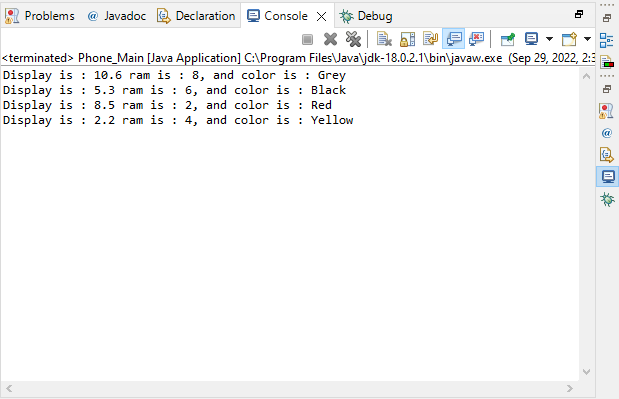 Problems @ Javadoc Declaration Console Debug
<terminated> Phone_Main [Java Application] C:\Program Files\Java\jdk-18.0.2.1\bin\javaw.exe (Sep 29, 2022, 2:3
Display is : 10.6 ram is : 8, and color is : Grey
Display is : 5.3 ram is : 6, and color is : Black
Display is : 8.5 ram is : 2, and color is : Red
Display is : 2.2 ram is : 4, and color is : Yellow